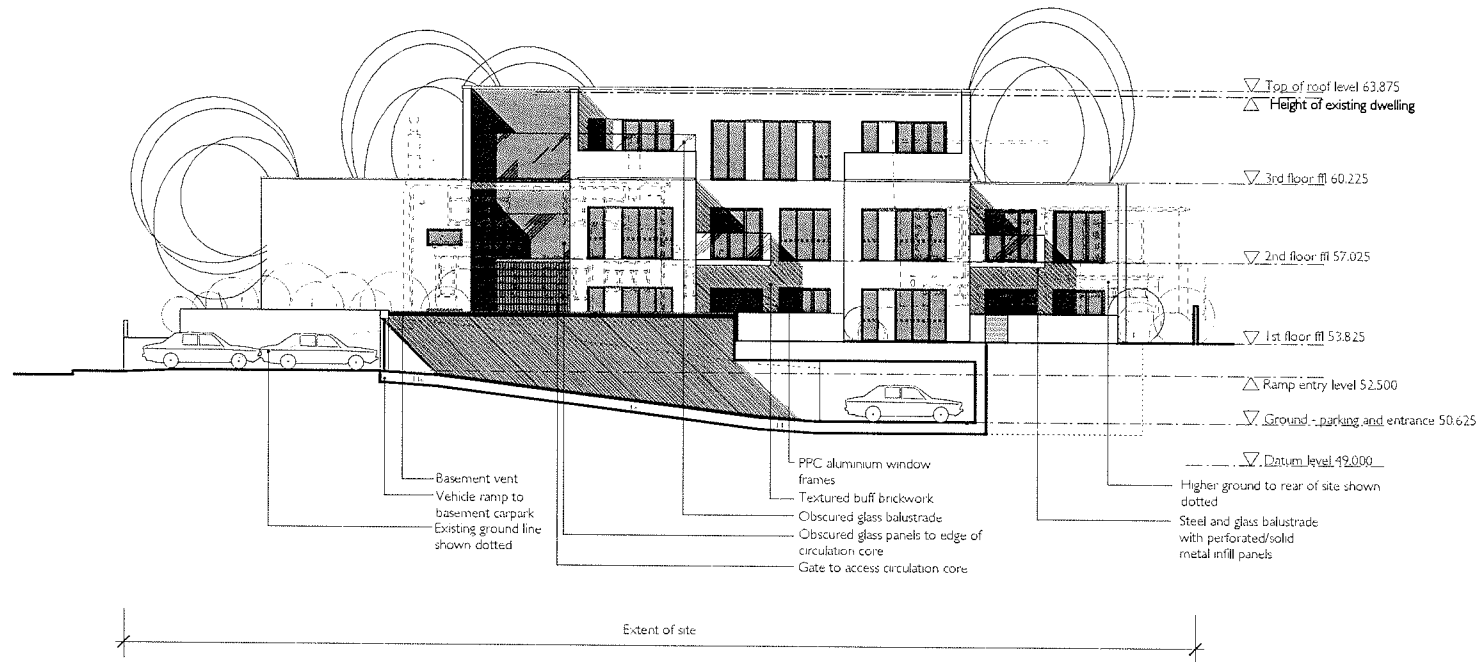 Top of roof level 63.875
Height of existing dwelling
3rd floor ffl 60.225
2nd floor ffl 57.025
1st floor ffl 53.825
Ramp entry level 52.500
Ground - parking and entrance 50.625
Datum level 49.000
Basement vent
Vehicle ramp to
basement carpark
Existing ground line
shown dotted
PPC aluminium window
frames
Textured buff brickwork
Obscured glass balustrade
Obscured glass panels to edge of
circulation core
Gate to access circulation core
Higher ground to rear of site shown
dotted
Steel and glass balustrade
with perforated/solid
metal infill panels
Extent of site